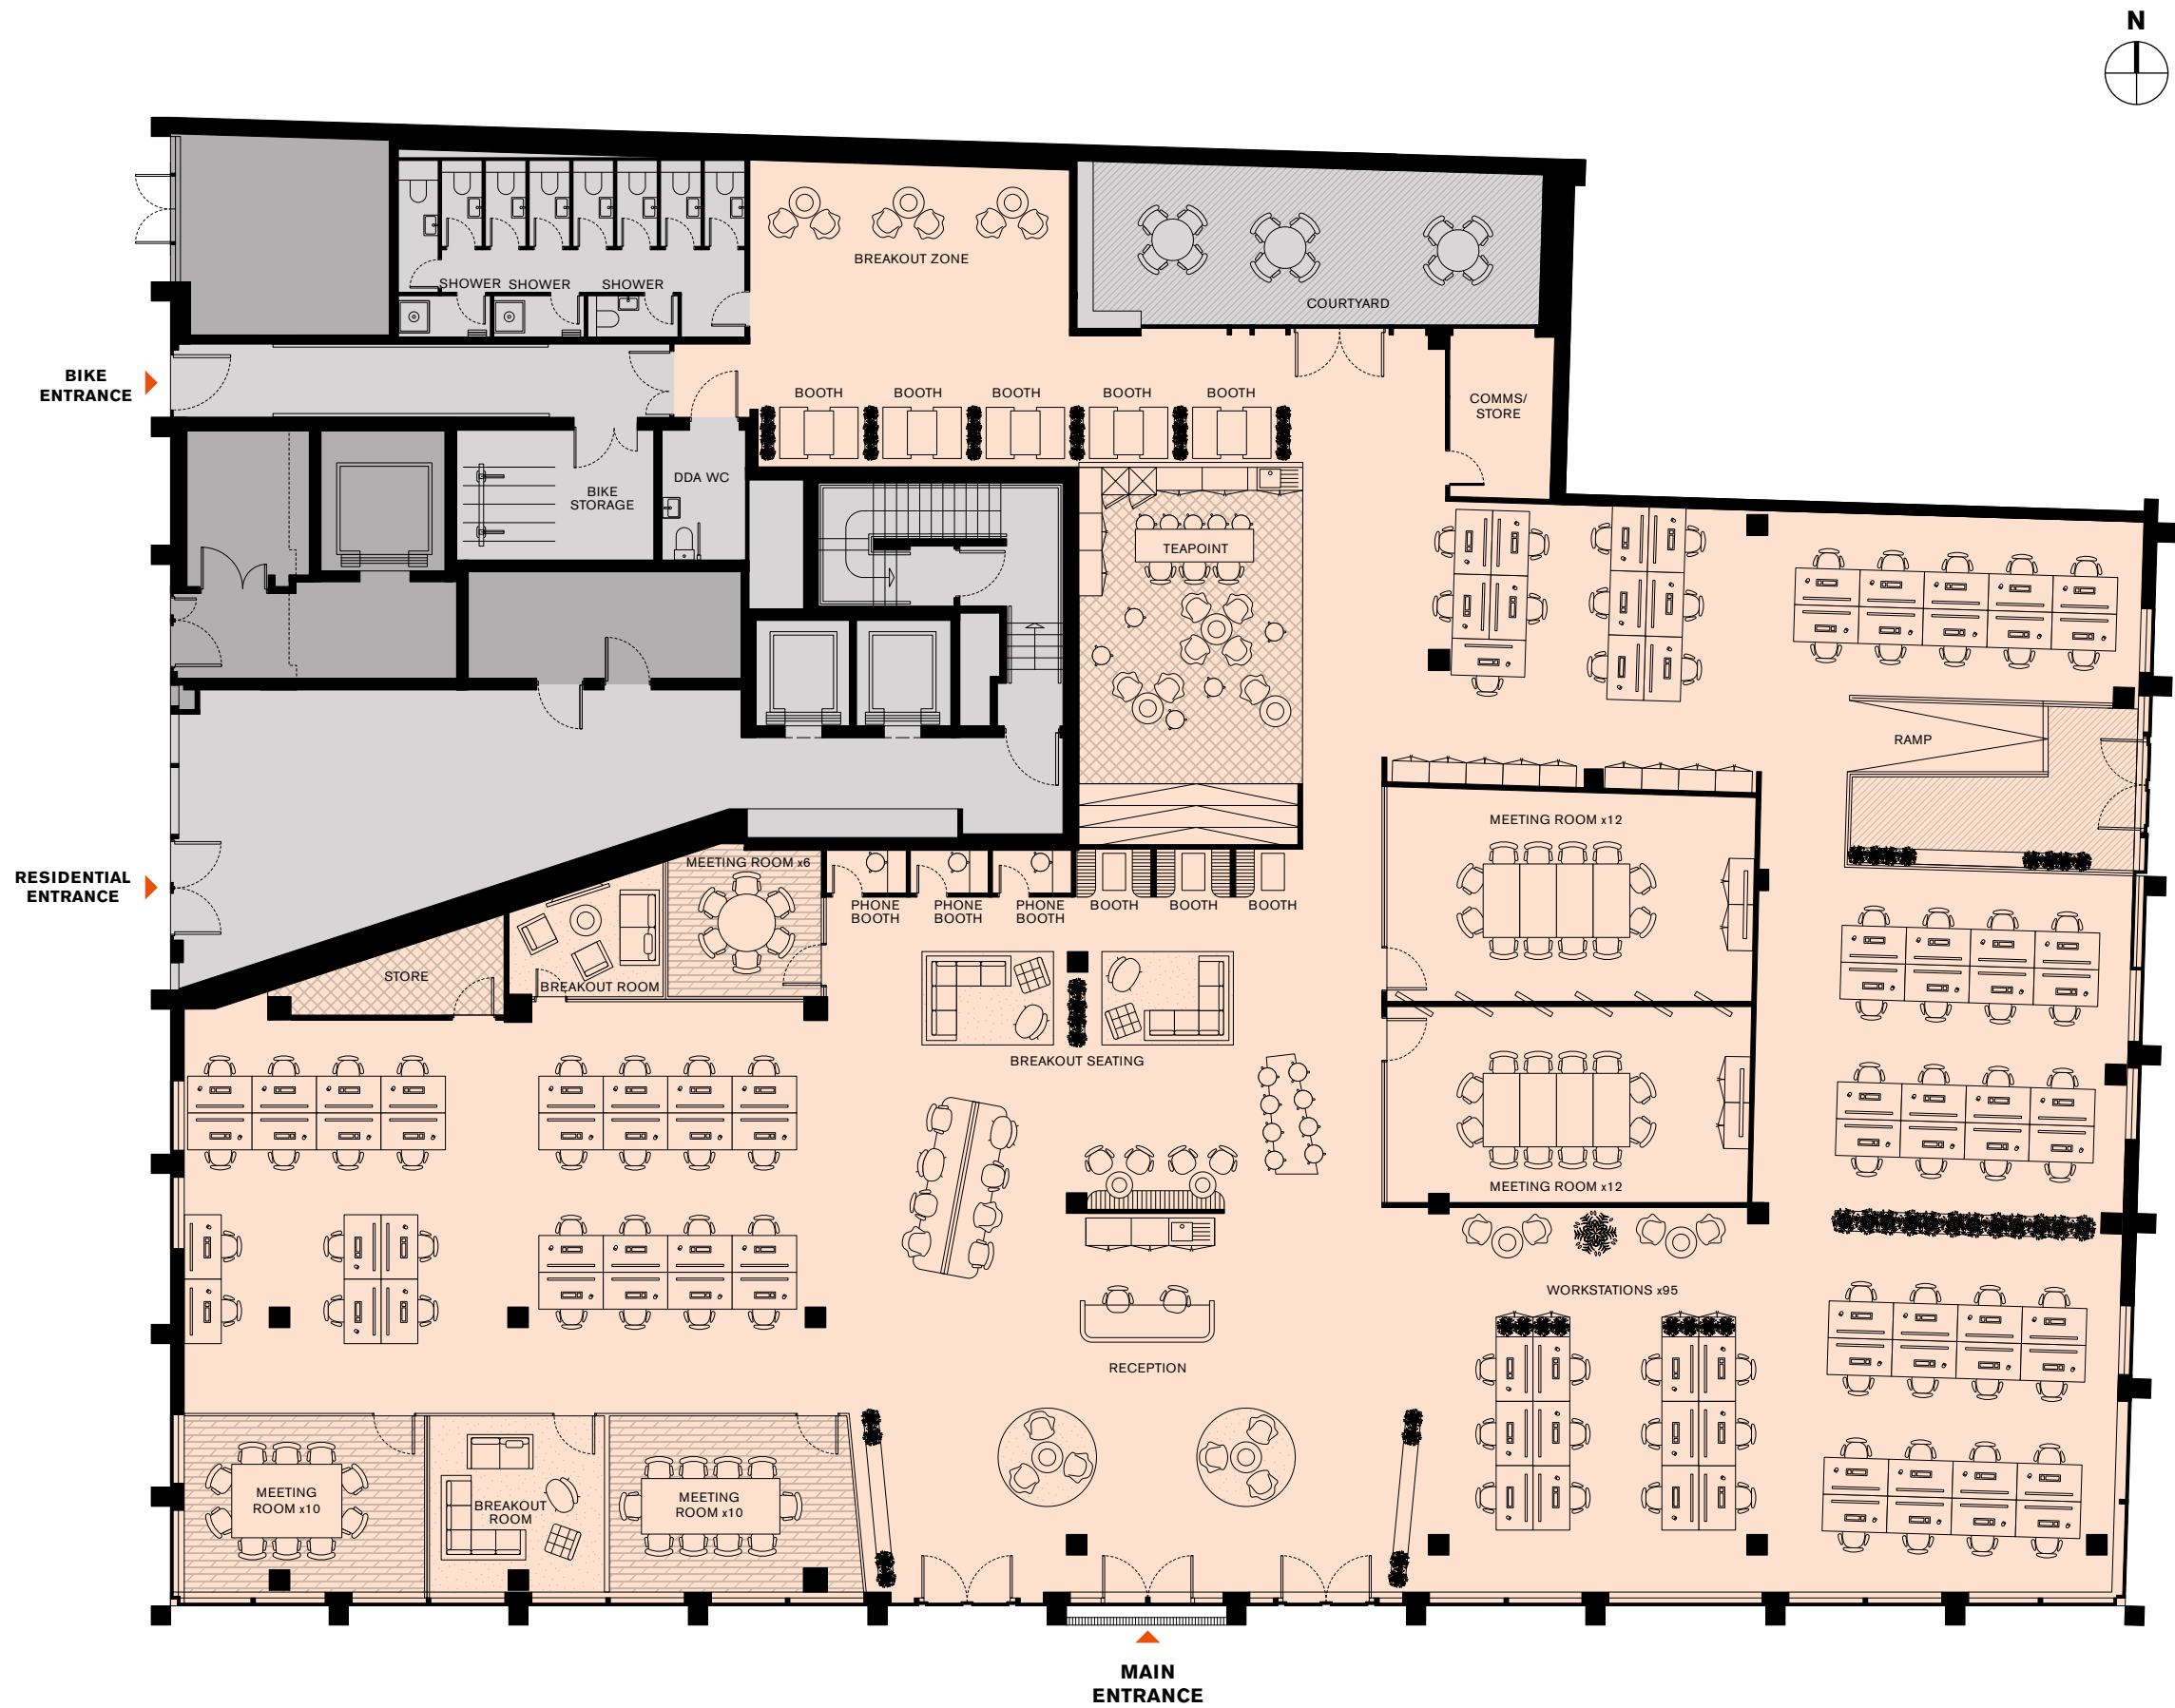 N
BREAKOUT ZONE
SHOWER
SHOWER
SHOWER
COURTYARD
BIKE
ENTRANCE
BOOTH
BOOTH
BOOTH
BOOTH
BOOTH
COMMS/
STORE
DDA WC
BIKE
STORAGE
TEAPOINT
RAMP
MEETING ROOM x12
MEETING ROOM x6
RESIDENTIAL
ENTRANCE
PHONE
BOOTH
PHONE
BOOTH
PHONE
BOOTH
BOOTH
BOOTH
BOOTH
STORE
BREAKOUT ROOM
BREAKOUT SEATING
MEETING ROOM x12
WORKSTATIONS x95
RECEPTION
MEETING
ROOM x10
BREAKOUT
ROOM
MEETING
ROOM x10
MAIN
ENTRANCE